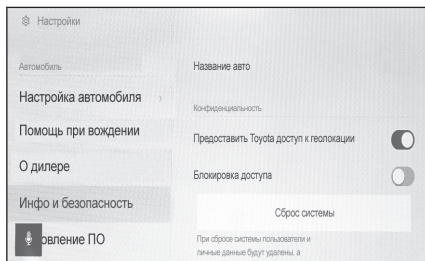 Настройки
Автомобиль
Настройка автомобиля
Помощь при вождении
О дилере
Инфо и безопасность
овление ПО
Название авто
Конфиденциальность
Предоставить Toyota доступ к геолокации
Блокировка доступа
Сброс системы
При сбросе системы пользователи и
личные данные будут удалены, а